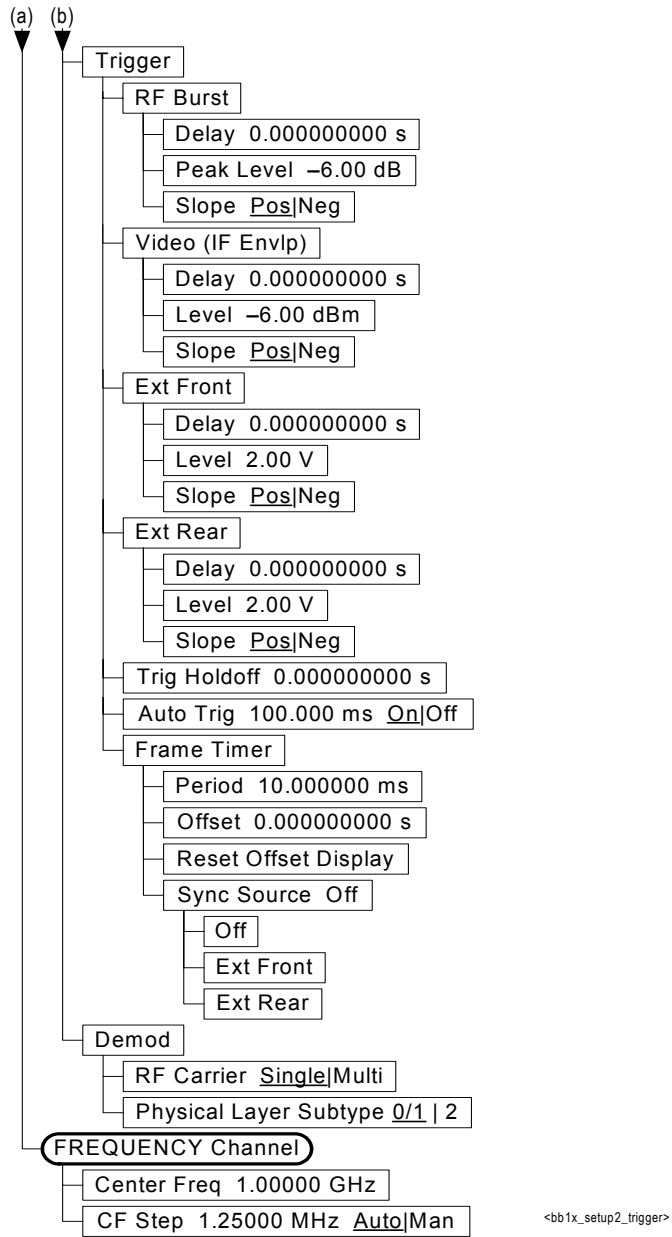 (a) (b)
Trigger
RF Burst
Delay 0.000000000 s
Peak Level –6.00 dB
Slope Pos|Neg
Video (IF Envlp)
Delay 0.000000000 s
Level –6.00 dBm
Slope Pos|Neg
Ext Front
Delay 0.000000000 s
Level 2.00 V
Slope Pos|Neg
Ext Rear
Delay 0.000000000 s
Level 2.00 V
Slope Pos|Neg
Trig Holdoff 0.000000000 s
Auto Trig 100.000 ms On|Off
Frame Timer
Period 10.000000 ms
Offset 0.000000000 s
Reset Offset Display
Sync Source Off
Off
Ext Front
Ext Rear
Demod
RF Carrier Single|Multi
Physical Layer Subtype 0/1 | 2
FREQUENCY Channel
Center Freq 1.00000 GHz
CF Step 1.25000 MHz Auto|Man
<bb1x_setup2_trigger>